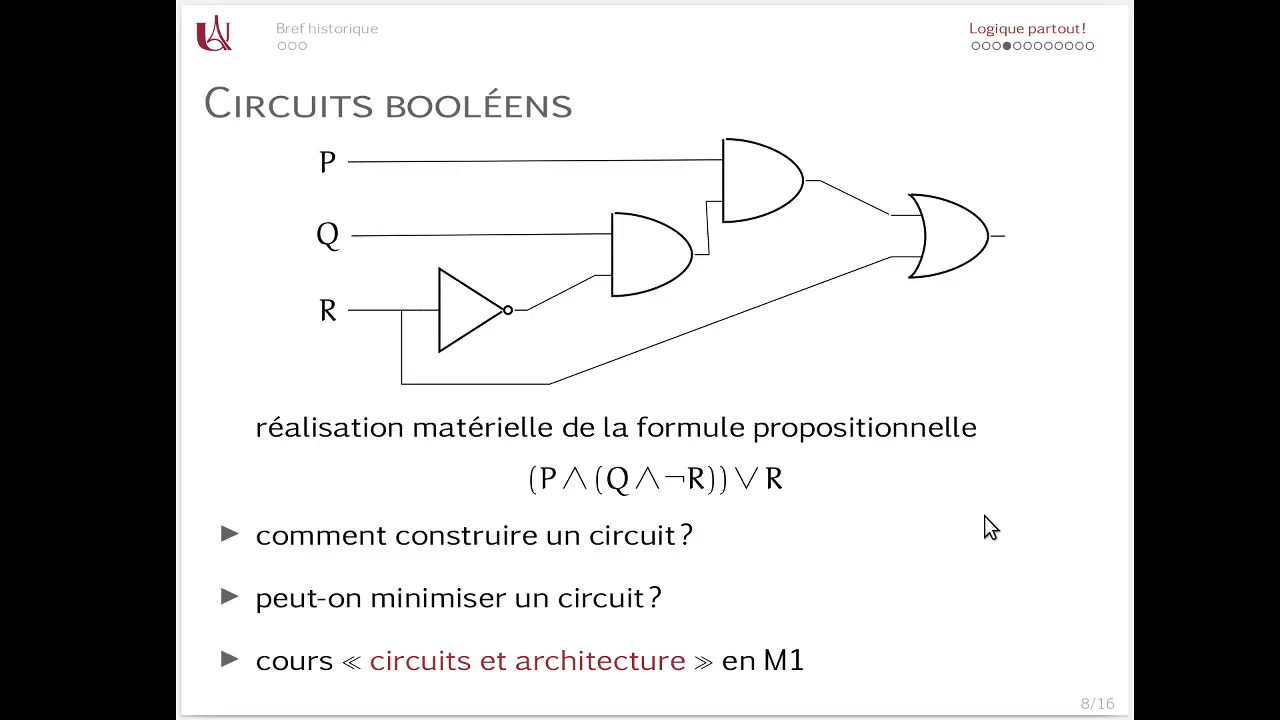 Bref historique
Logique partout!
CIRCUITS BOOLÉENS
P
Q
R
réalisation matérielle de la formule propositionnelle
(P ∧ (Q ∧ ¬R)) ∨ R
comment construire un circuit?
peut-on minimiser un circuit?
cours ≪ circuits et architecture ≫ en M1
8/16